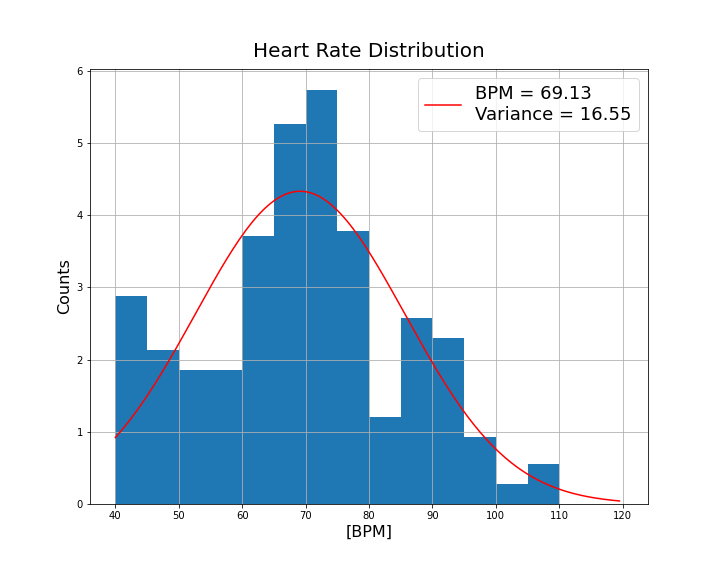 Heart Rate Distribution
BPM = 69.13
Variance = 16.55
Counts
6
5
4
3
2
1
0
40 50 60 70 80 90 100 110 120
[BPM]